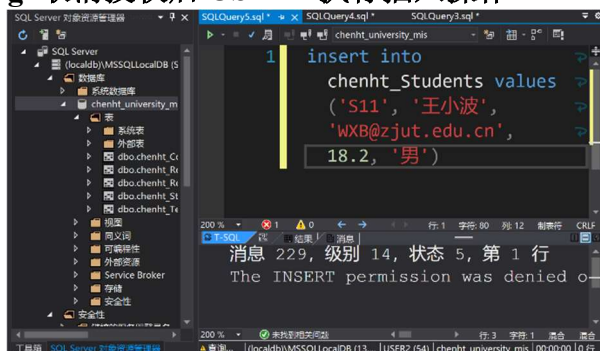 SQL Server 对象资源管理器
SQLQuery5.sql *
SQLQuery4.sql *
SQLQuery3.sql *
chenht_university_mis
SQL Server
(localdb)\MSSQLLocalDB (S
数据库
系统数据库
chenht_university_m
表
系统表
外部表
dbo.chenht_Co
dbo.chenht_Re
dbo.chenht_Re
dbo.chenht_St
dbo.chenht_Te
视图
同义词
可编程性
外部资源
Service Broker
存储
安全性
安全性
1 insert into
chenht_Students values
('S11', '王小波',
'WXB@zjut.edu.cn',
18.2, '男')
200 %
1
0
行: 1
字符: 80
列: 12
制表符
CRLF
T-SQL
结果
消息
消息 229, 级别 14, 状态 5, 第 1 行
The INSERT permission was denied o
200 %
未找到相关问题
行: 3
字符: 1
混合
混合
工具箱
SQL Server 对象资源管理器
查询...
(localdb)\MSSQLLocalDB (13...
USER2 (54)
chenht_university_mis
00:00:00
0 行